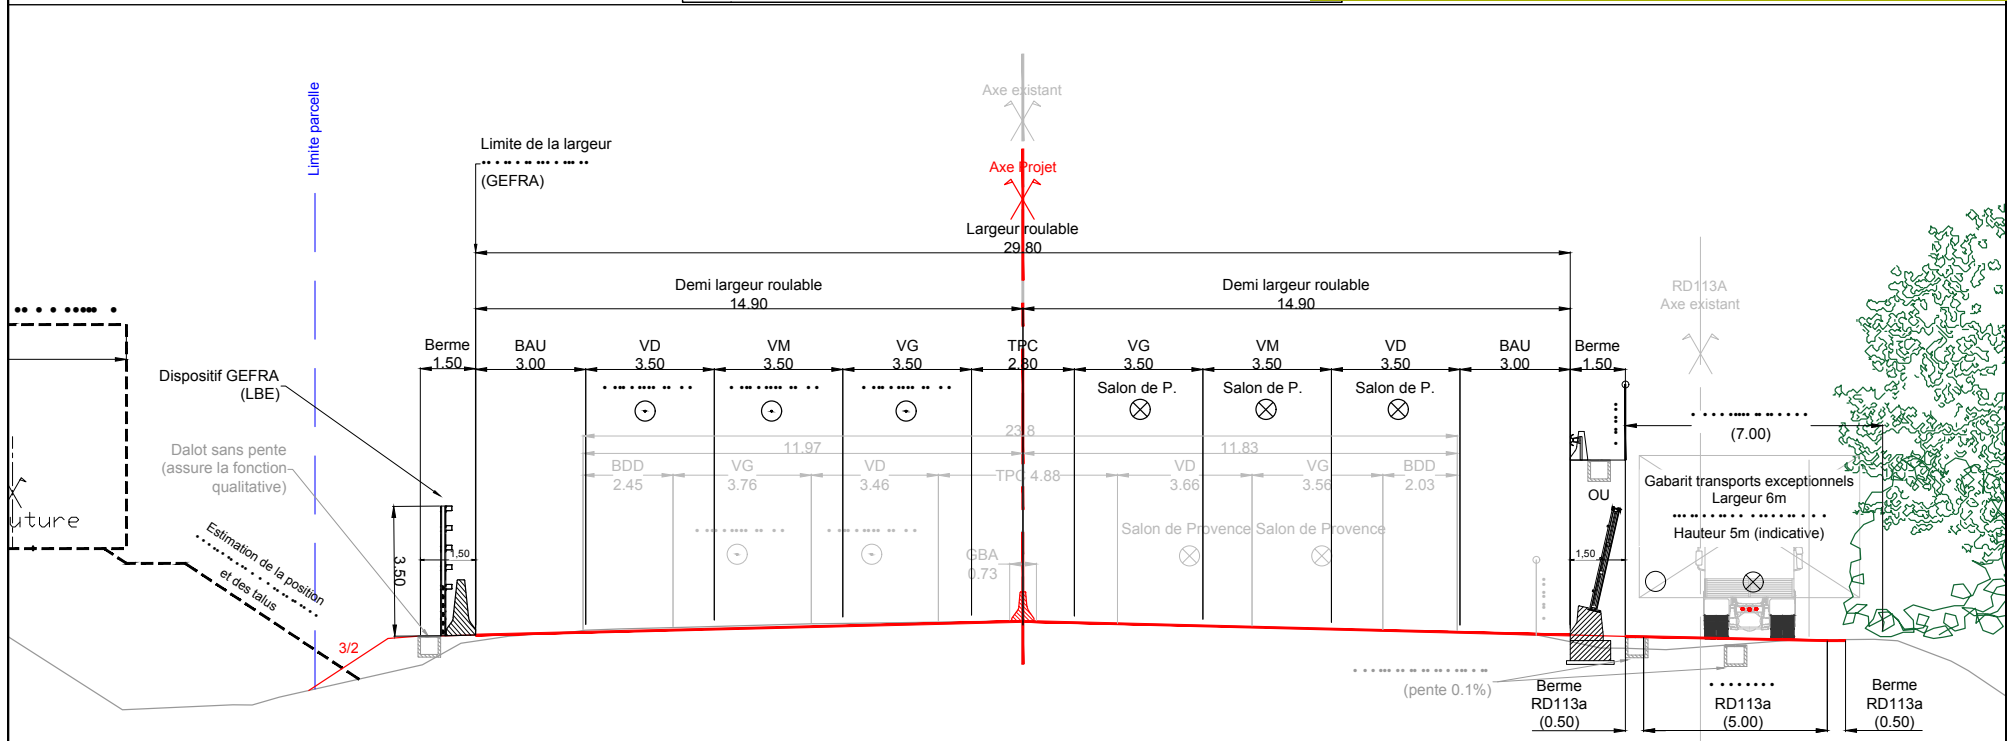 Axe existant
Limite parcelle
Limite de la largeur
(GEFRA)
Axe Projet
Largeur roulable
29.80
Demi largeur roulable
14.90
Demi largeur roulable
14.90
RD113A
Axe existant
Berme
1.50
BAU
3.00
VD
3.50
VM
3.50
VG
3.50
TPC
2.80
VG
3.50
VM
3.50
VD
3.50
BAU
3.00
Berme
1.50
Dispositif GEFRA
(LBE)
Salon de P.
Salon de P.
Salon de P.
23.8
11.97
11.83
(7.00)
Dalot sans pente
(assure la fonction
qualitative)
BDD
2.45
VG
3.76
VD
3.46
TPC 4.88
VD
3.66
VG
3.56
BDD
2.03
OU
Gabarit transports exceptionnels
Largeur 6m
Hauteur 5m (indicative)
uture
Estimation de la position
et des talus
3.50
1,50
Salon de Provence
Salon de Provence
GBA
0.73
1,50
3/2
(pente 0.1%)
Berme
RD113a
(0.50)
RD113a
(5.00)
Berme
RD113a
(0.50)